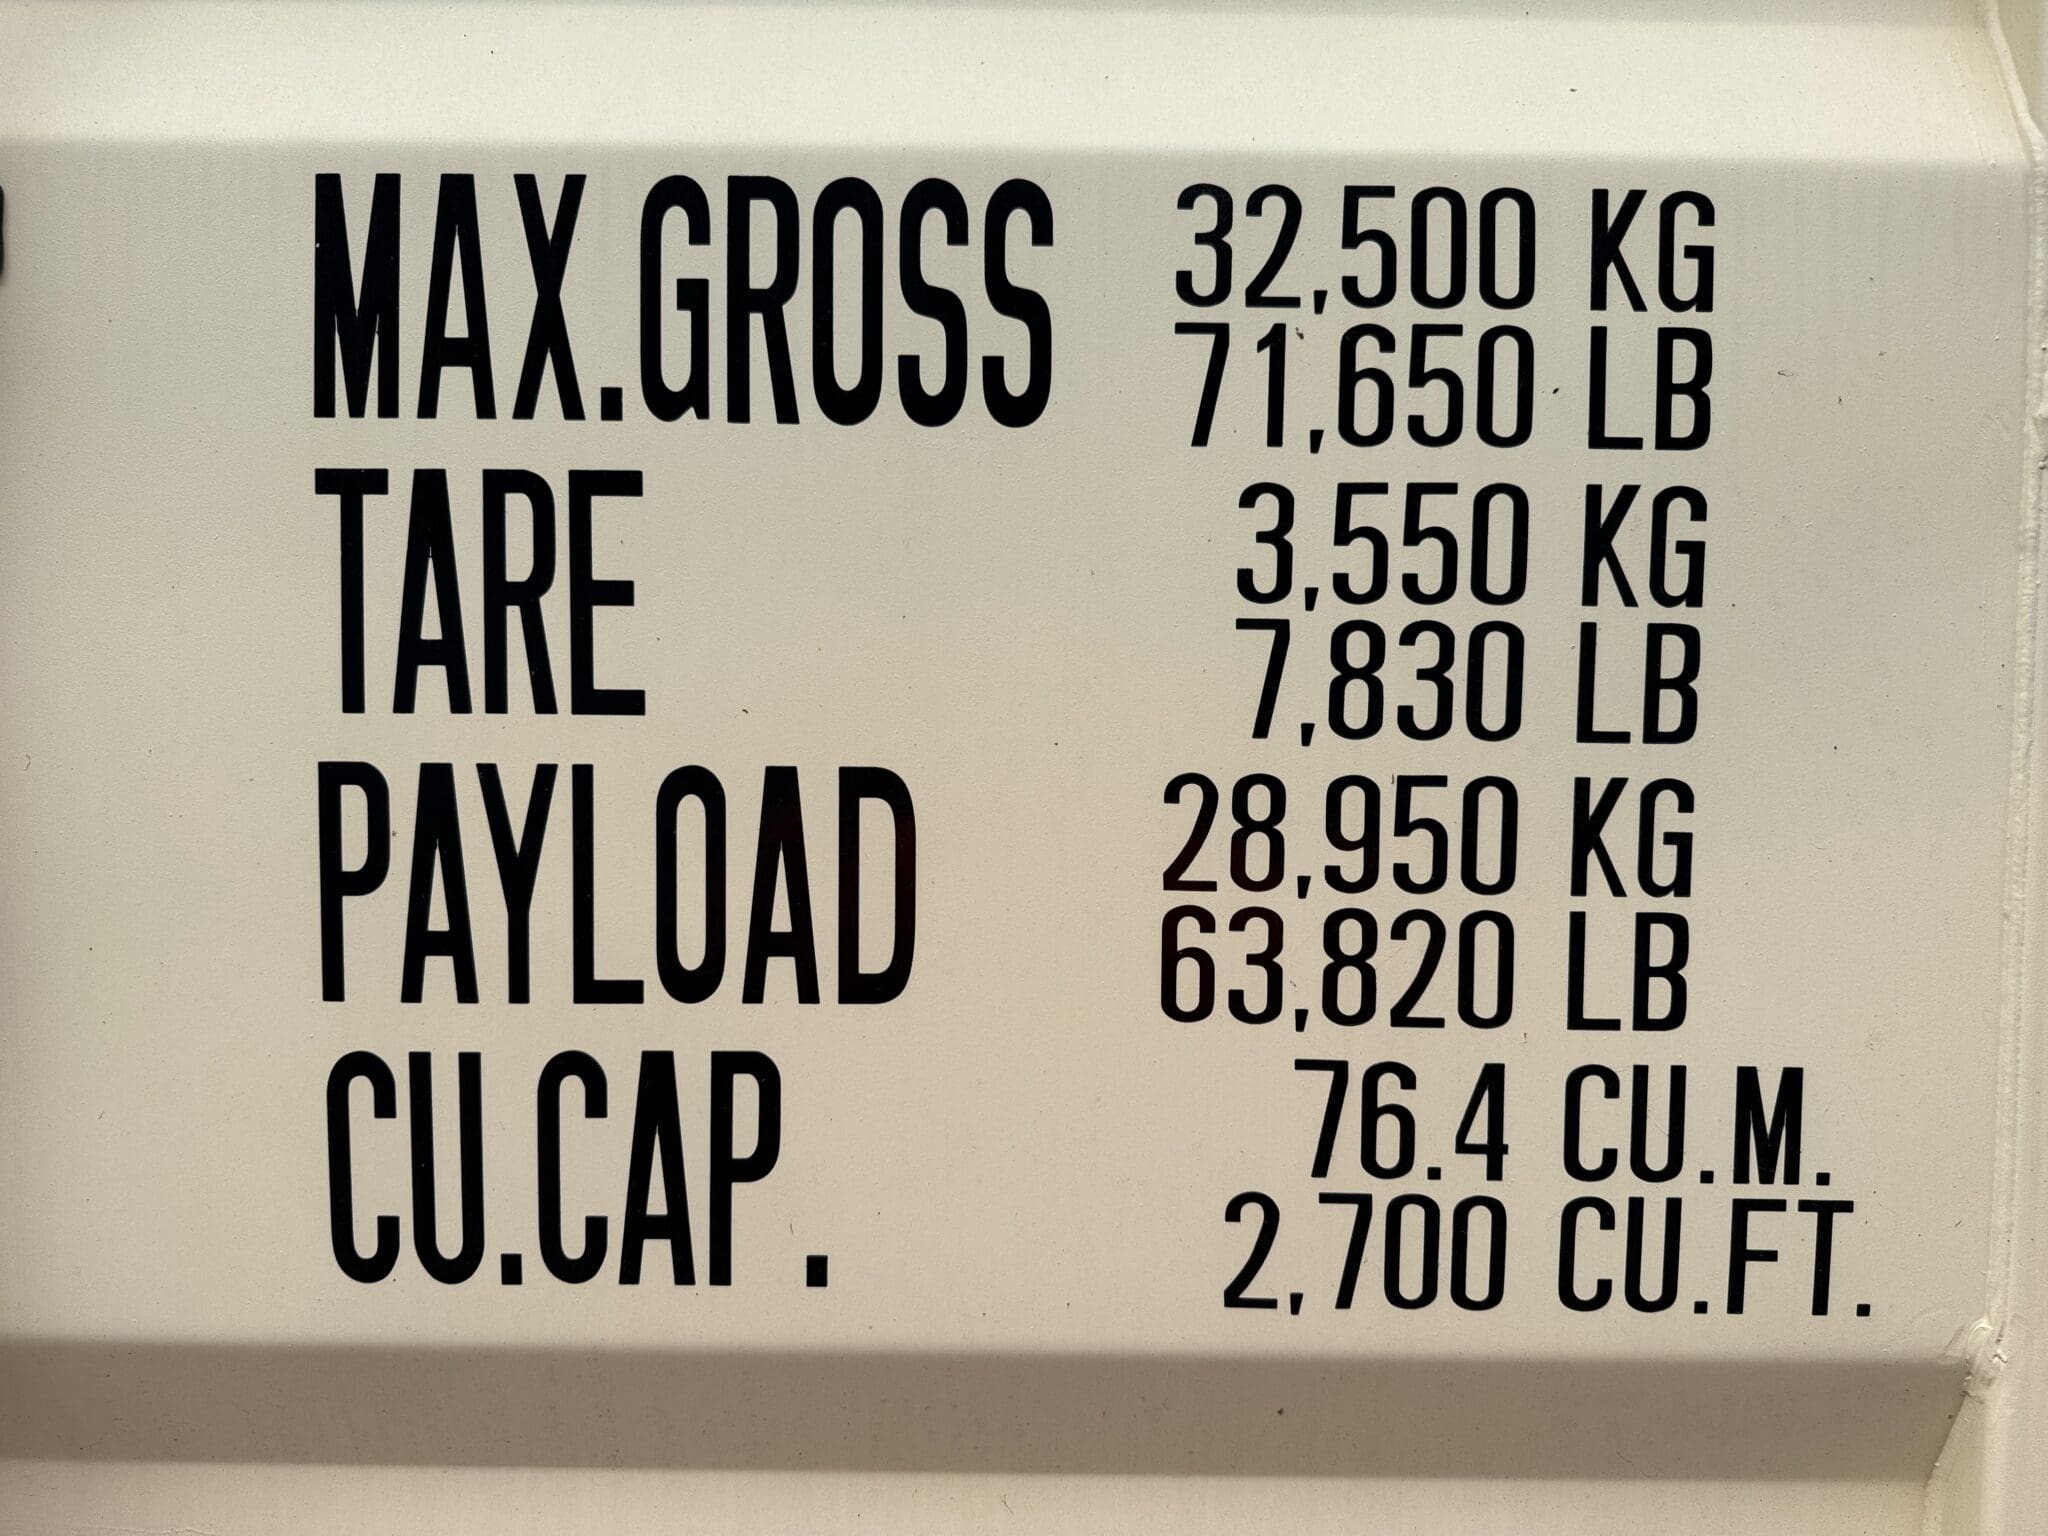 MAX.GROSS 32,500 KG
71,650 LB
TARE 3,550 KG
7,830 LB
PAYLOAD 28,950 KG
63,820 LB
CU.CAP. 76.4 CU.M.
2,700 CU.FT.